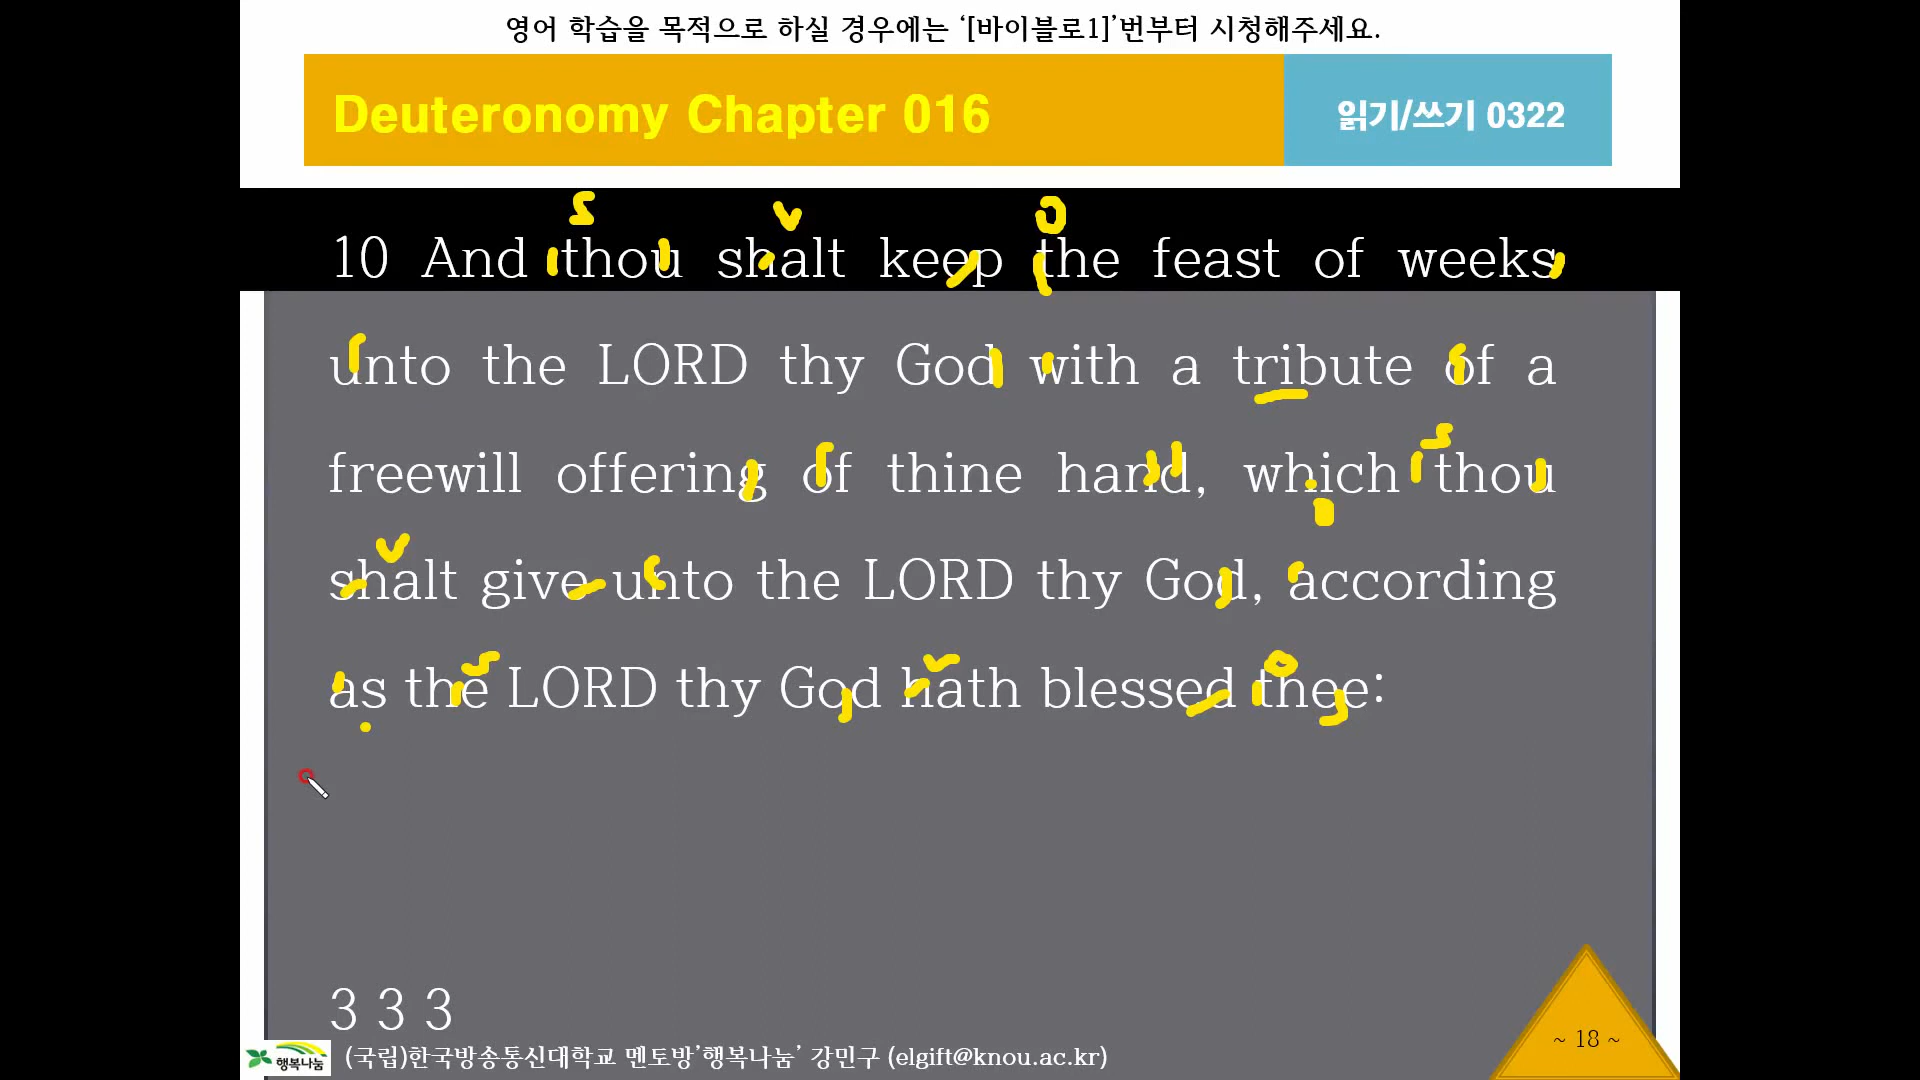 영어 학습을 목적으로 하실 경우에는 ‘[바이블로1]’번부터 시청해주세요.
Deuteronomy Chapter 016
읽기/쓰기 0322
10 And thou shalt keep the feast of weeks
unto the LORD thy God with a tribute of a
freewill offering of thine hand, which thou
shalt give unto the LORD thy God, according
as the LORD thy God hath blessed thee:
3 3 3
~ 18 ~
행복나눔 (국립)한국방송통신대학교 멘토방’행복나눔’ 강민구 (elgift@knou.ac.kr)